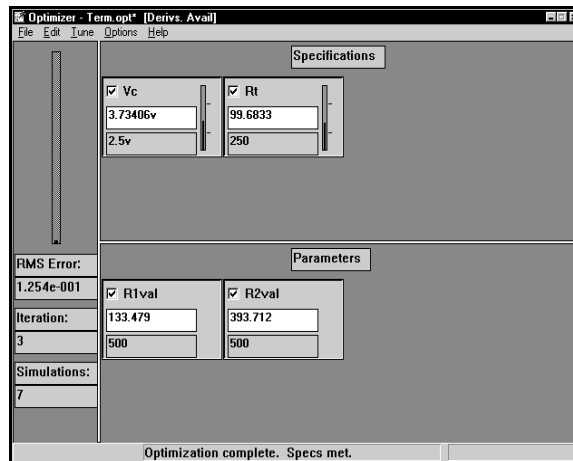 Optimizer - Term.opt* [Derivs. Avail]
File Edit Tune Options Help
Specifications
Vc
3.73406v
2.5v
Rt
99.6833
250
RMS Error:
1.254e-001
Iteration:
3
Simulations:
7
Parameters
R1val
133.479
500
R2val
393.712
500
Optimization complete. Specs met.